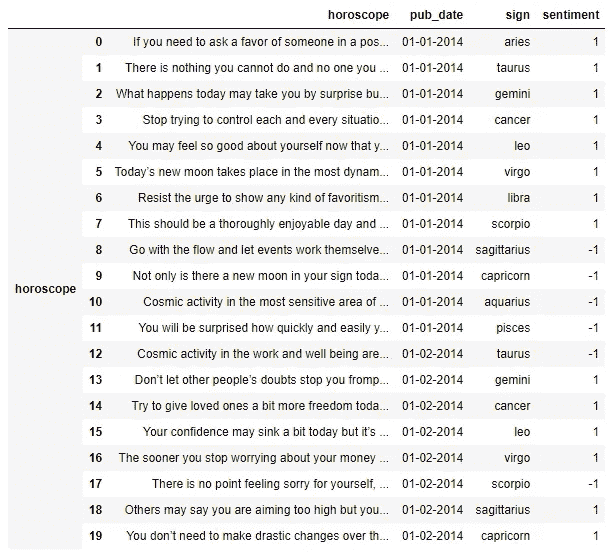 horoscope pub_date sign sentiment
0 If you need to ask a favor of someone in a pos... 01-01-2014 aries 1
1 There is nothing you cannot do and no one you ... 01-01-2014 taurus 1
2 What happens today may take you by surprise bu... 01-01-2014 gemini 1
3 Stop trying to control each and every situatio... 01-01-2014 cancer 1
4 You may feel so good about yourself now that y... 01-01-2014 leo 1
5 Today's new moon takes place in the most dynam... 01-01-2014 virgo 1
6 Resist the urge to show any kind of favoritism... 01-01-2014 libra 1
7 This should be a thoroughly enjoyable day and ... 01-01-2014 scorpio 1
8 Go with the flow and let events work themselve... 01-01-2014 sagittarius -1
9 Not only is there a new moon in your sign toda... 01-01-2014 capricorn -1
horoscope
10 Cosmic activity in the most sensitive area of ... 01-01-2014 aquarius -1
11 You will be surprised how quickly and easily y... 01-01-2014 pisces -1
12 Cosmic activity in the work and well being are... 01-02-2014 taurus -1
13 Don't let other people's doubts stop you fromp... 01-02-2014 gemini 1
14 Try to give loved ones a bit more freedom toda... 01-02-2014 cancer 1
15 Your confidence may sink a bit today but it's ... 01-02-2014 leo 1
16 The sooner you stop worrying about your money ... 01-02-2014 virgo 1
17 There is no point feeling sorry for yourself, ... 01-02-2014 scorpio -1
18 Others may say you are aiming too high but you... 01-02-2014 sagittarius 1
19 You don't need to make drastic changes over th... 01-02-2014 capricorn 1